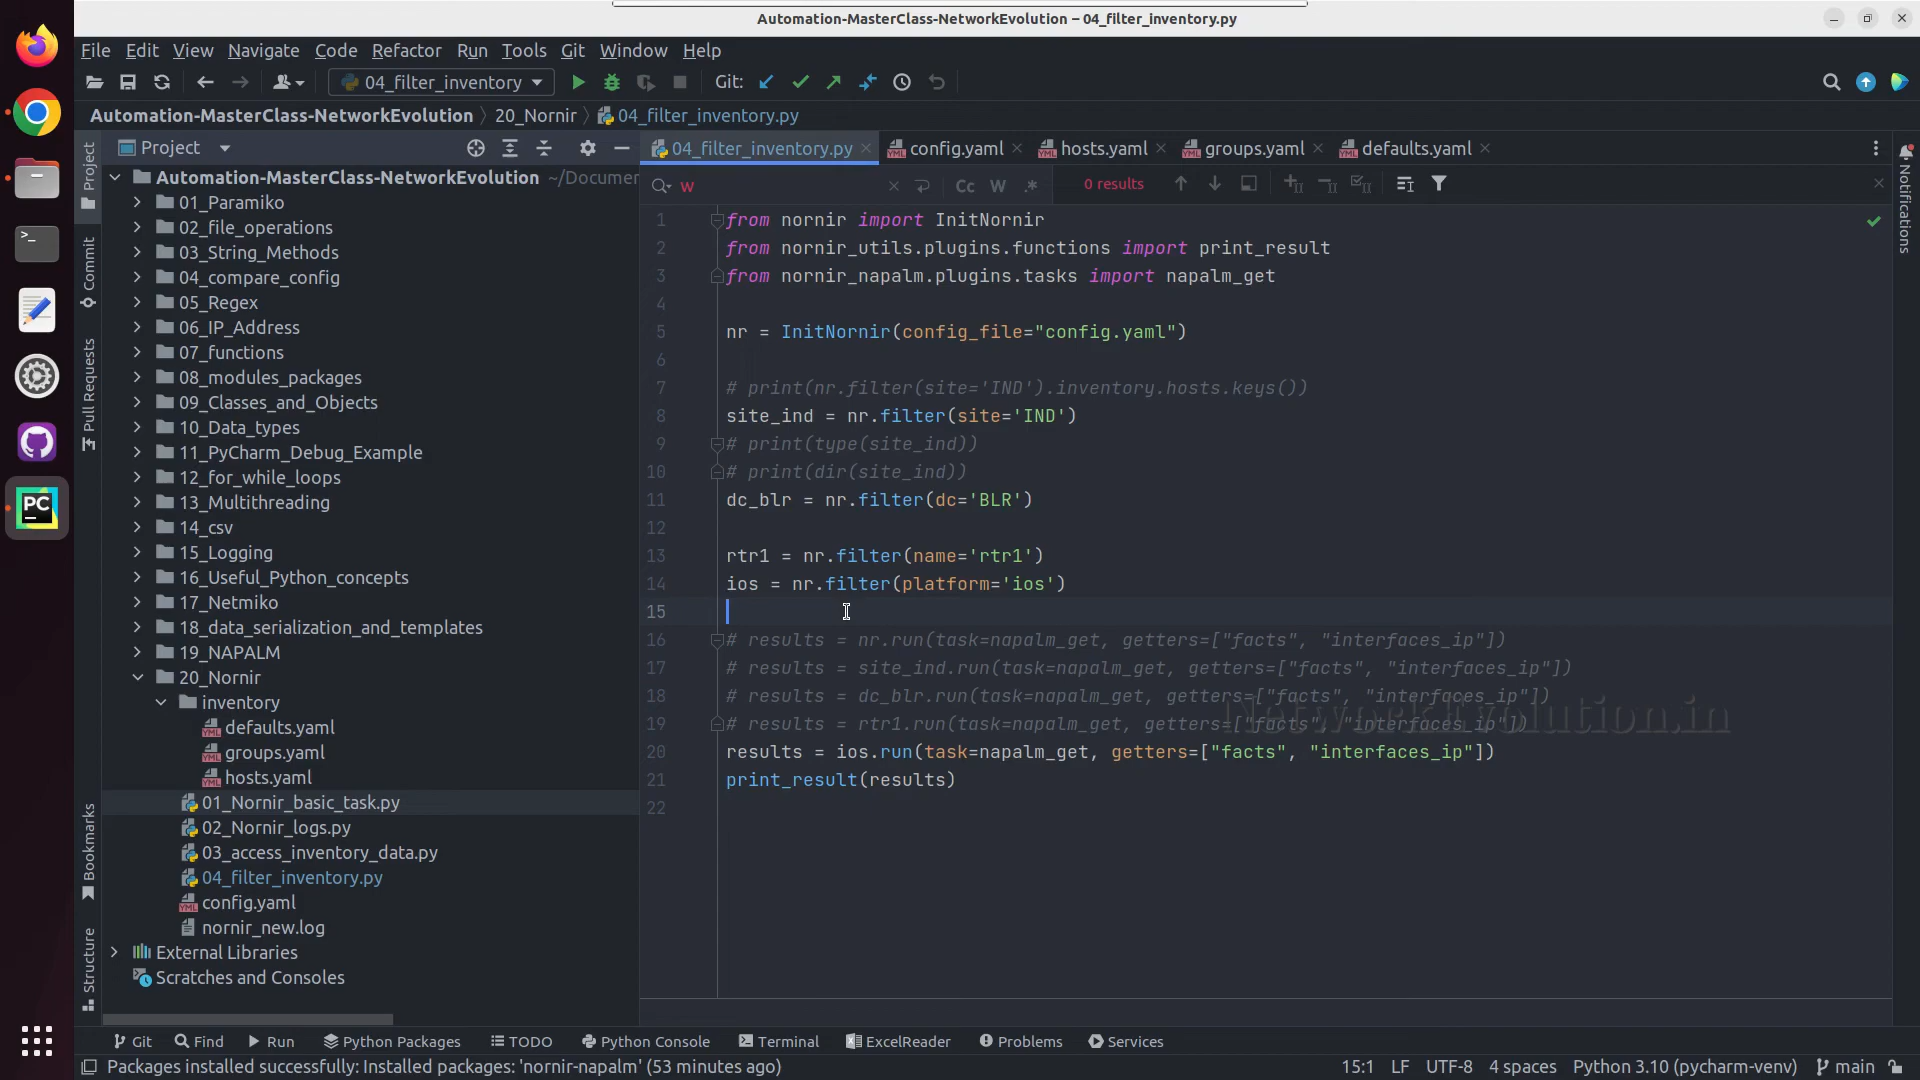 Automation-MasterClass-NetworkEvolution – 04_filter_inventory.py
File Edit View Navigate Code Refactor Run Tools Git Window Help
04_filter_inventory Git:
Automation-MasterClass-NetworkEvolution 20_Nornir 04_filter_inventory.py
Project 04_filter_inventory.py config.yaml hosts.yaml groups.yaml defaults.yaml
w Cc W .* 0 results
Project
Commit
Pull Requests
Bookmarks
Structure
Notifications
Automation-MasterClass-NetworkEvolution ~/Documen
01_Paramiko
02_file_operations
03_String_Methods
04_compare_config
05_Regex
06_IP_Address
07_functions
08_modules_packages
09_Classes_and_Objects
10_Data_types
11_PyCharm_Debug_Example
12_for_while_loops
13_Multithreading
14_csv
15_Logging
16_Useful_Python_concepts
17_Netmiko
18_data_serialization_and_templates
19_NAPALM
20_Nornir
inventory
defaults.yaml
groups.yaml
hosts.yaml
01_Nornir_basic_task.py
02_Nornir_logs.py
03_access_inventory_data.py
04_filter_inventory.py
config.yaml
nornir_new.log
External Libraries
Scratches and Consoles
1 from nornir import InitNornir
2 from nornir_utils.plugins.functions import print_result
3 from nornir_napalm.plugins.tasks import napalm_get
4
5 nr = InitNornir(config_file="config.yaml")
6
7 # print(nr.filter(site='IND').inventory.hosts.keys())
8 site_ind = nr.filter(site='IND')
9 # print(type(site_ind))
10 # print(dir(site_ind))
11 dc_blr = nr.filter(dc='BLR')
12
13 rtr1 = nr.filter(name='rtr1')
14 ios = nr.filter(platform='ios')
15
16 # results = nr.run(task=napalm_get, getters=["facts", "interfaces_ip"])
17 # results = site_ind.run(task=napalm_get, getters=["facts", "interfaces_ip"])
18 # results = dc_blr.run(task=napalm_get, getters=["facts", "interfaces_ip"])
19 # results = rtr1.run(task=napalm_get, getters=["facts", "interfaces_ip"])
20 results = ios.run(task=napalm_get, getters=["facts", "interfaces_ip"])
21 print_result(results)
22
NetworkEvolution.in
Git Find Run Python Packages TODO Python Console Terminal ExcelReader Problems Services
Packages installed successfully: Installed packages: 'nornir-napalm' (53 minutes ago) 15:1 LF UTF-8 4 spaces Python 3.10 (pycharm-venv) main